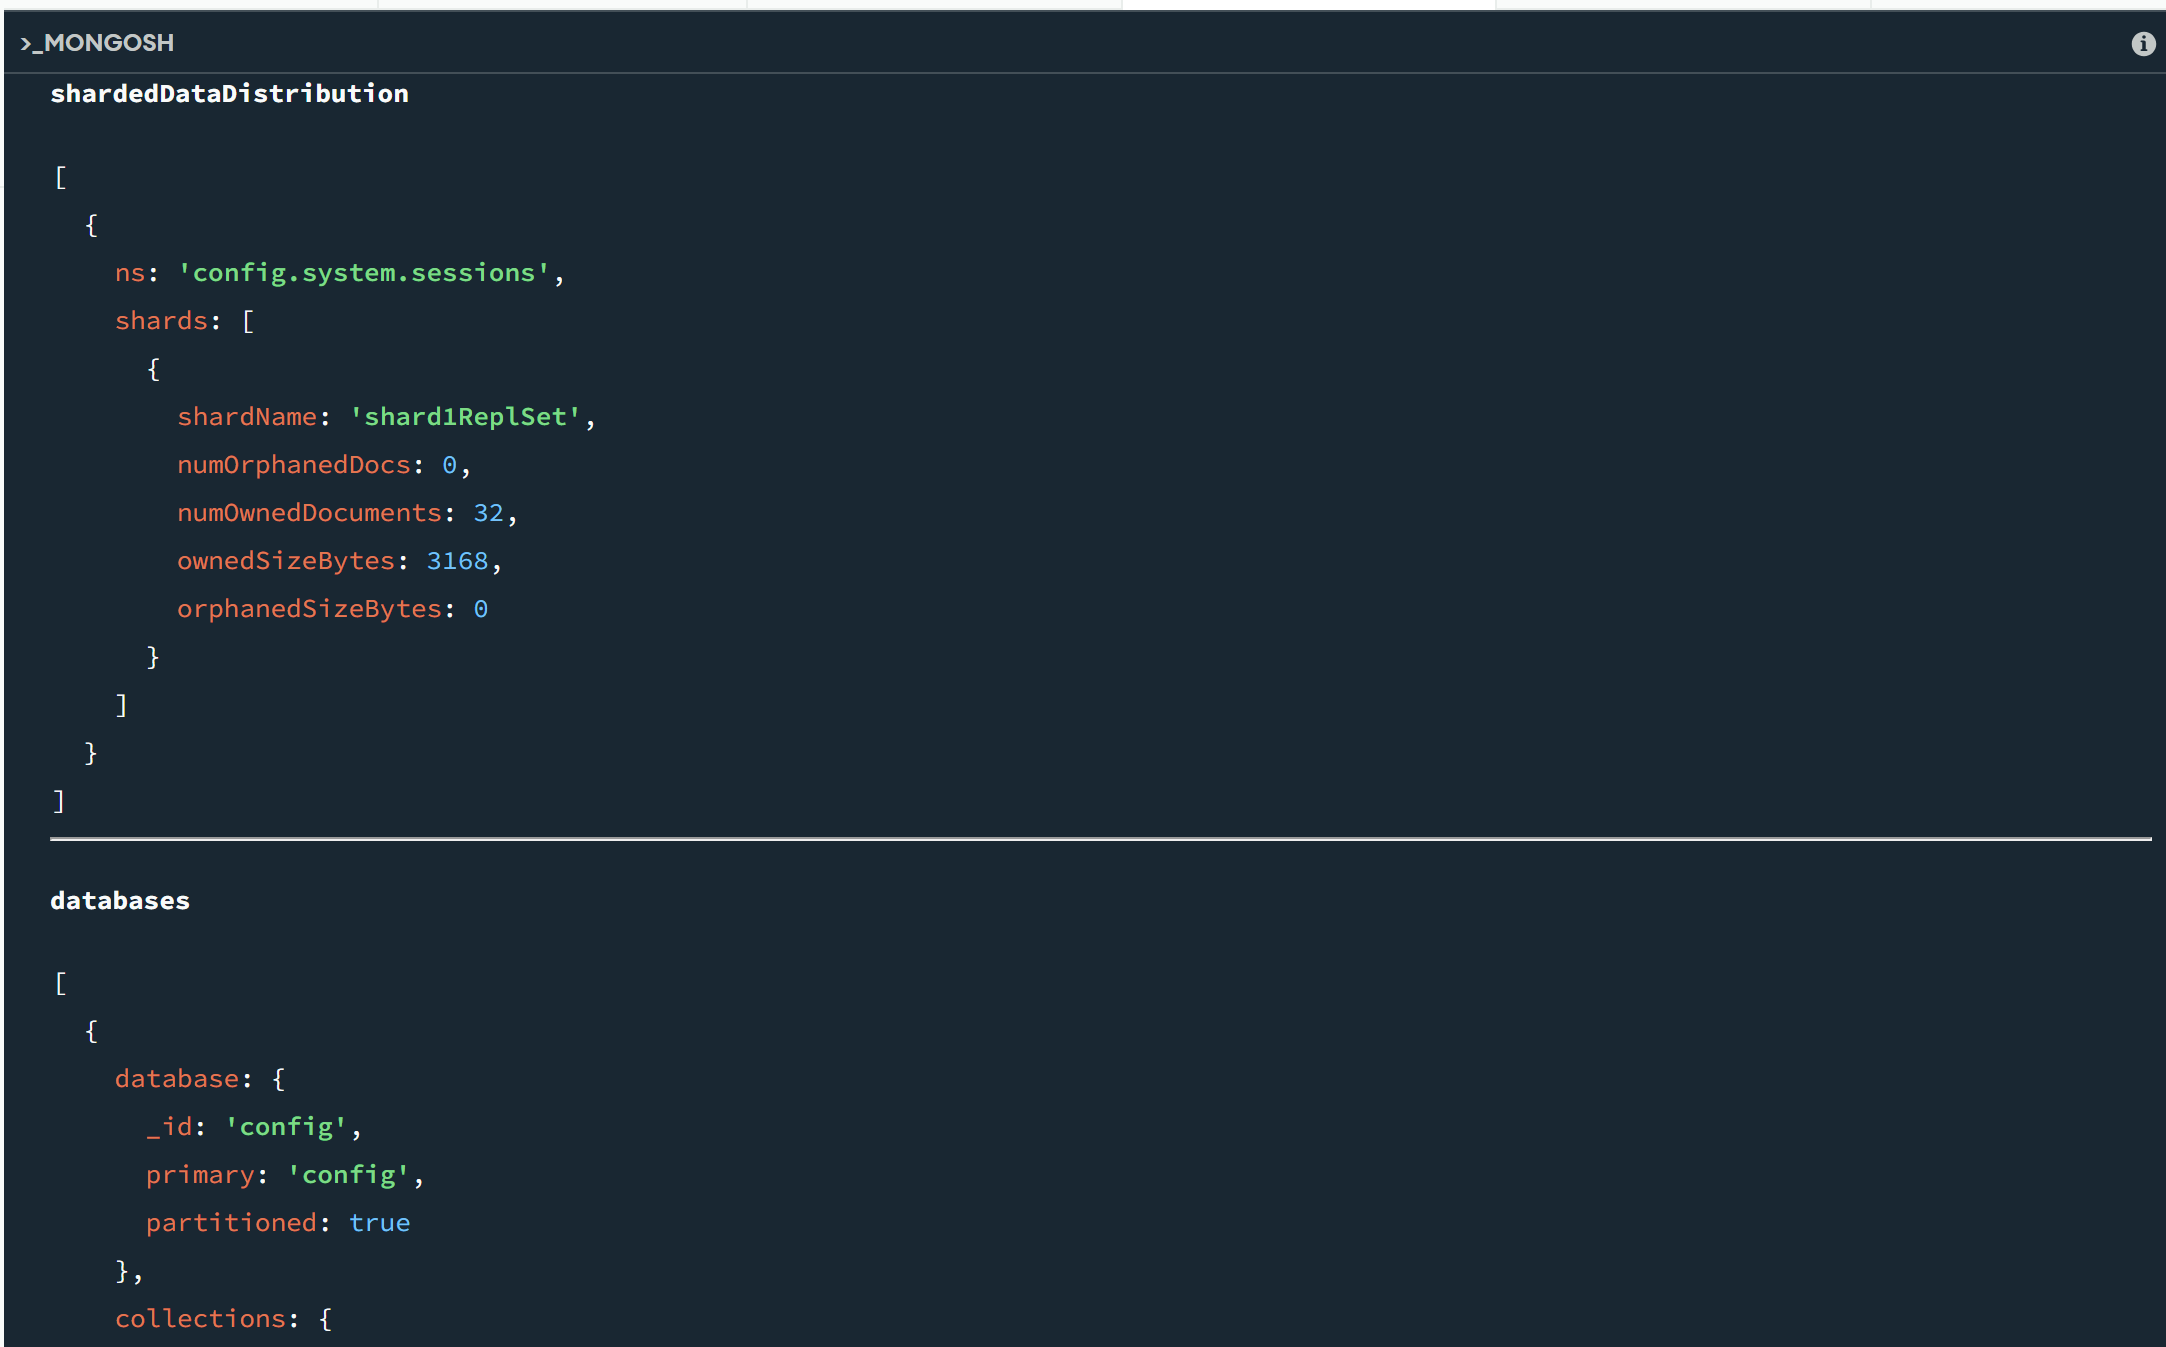 >_MONGOSH
shardedDataDistribution
[
  {
    ns: 'config.system.sessions',
    shards: [
      {
        shardName: 'shard1ReplSet',
        numOrphanedDocs: 0,
        numOwnedDocuments: 32,
        ownedSizeBytes: 3168,
        orphanedSizeBytes: 0
      }
    ]
  }
]
databases
[
  {
    database: {
      _id: 'config',
      primary: 'config',
      partitioned: true
    },
    collections: {